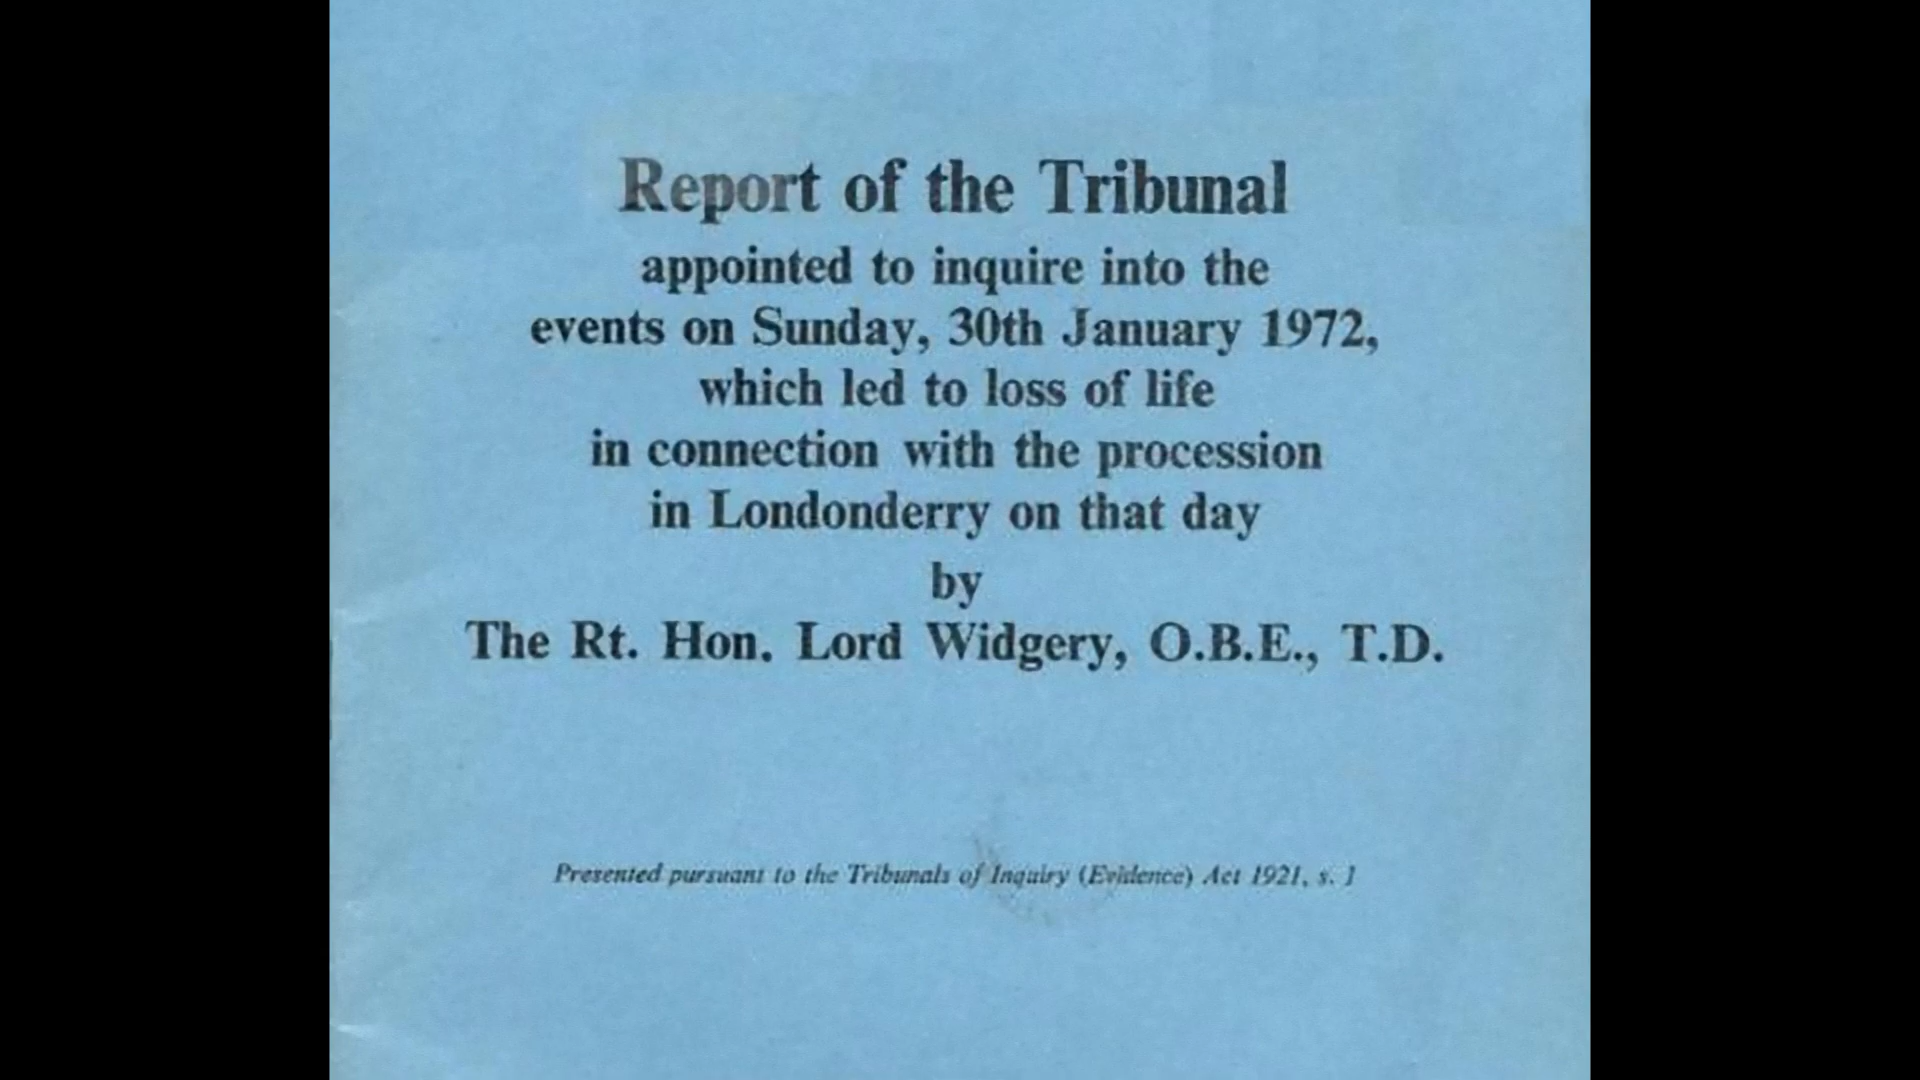 Report of the Tribunal
appointed to inquire into the
events on Sunday, 30th January 1972,
which led to loss of life
in connection with the procession
in Londonderry on that day
by
The Rt. Hon. Lord Widgery, O.B.E., T.D.
Presented pursuant to the Tribunals of Inquiry (Evidence) Act 1921, s. 1